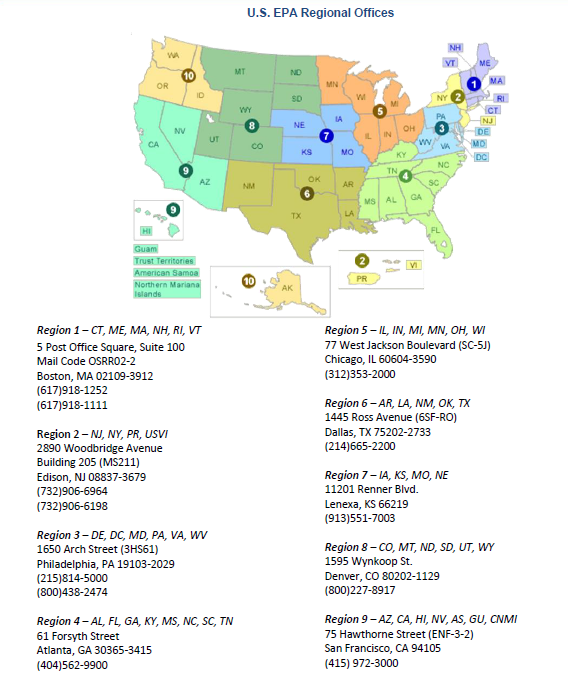 U.S. EPA Regional Offices
NH
WA
VT
ME
MT
ND
MN
10
MA
OR
ID
1
WI
SD
NY
2
RI
MI
WY
5
CT
IA
PA
NJ
NE
8
3
DE
NV
7
IL
IN
OH
UT
WV
MD
CA
CO
VA
KS
MO
DC
KY
NC
9
TN
4
OK
AZ
NM
AR
SC
6
MS
AL
GA
9
TX
LA
HI
FL
Guam
2
Trust Territories
VI
American Samoa
PR
10
Northern Mariana
Islands
AK
Region 1 – CT, ME, MA, NH, RI, VT
5 Post Office Square, Suite 100
Mail Code OSRR02-2
Boston, MA 02109-3912
(617)918-1252
(617)918-1111
Region 2 – NJ, NY, PR, USVI
2890 Woodbridge Avenue
Building 205 (MS211)
Edison, NJ 08837-3679
(732)906-6964
(732)906-6198
Region 3 – DE, DC, MD, PA, VA, WV
1650 Arch Street (3HS61)
Philadelphia, PA 19103-2029
(215)814-5000
(800)438-2474
Region 4 – AL, FL, GA, KY, MS, NC, SC, TN
61 Forsyth Street
Atlanta, GA 30365-3415
(404)562-9900
Region 5 – IL, IN, MI, MN, OH, WI
77 West Jackson Boulevard (SC-5J)
Chicago, IL 60604-3590
(312)353-2000
Region 6 – AR, LA, NM, OK, TX
1445 Ross Avenue (6SF-RO)
Dallas, TX 75202-2733
(214)665-2200
Region 7 – IA, KS, MO, NE
11201 Renner Blvd.
Lenexa, KS 66219
(913)551-7003
Region 8 – CO, MT, ND, SD, UT, WY
1595 Wynkoop St.
Denver, CO 80202-1129
(800)227-8917
Region 9 – AZ, CA, HI, NV, AS, GU, CNMI
75 Hawthorne Street (ENF-3-2)
San Francisco, CA 94105
(415) 972-3000